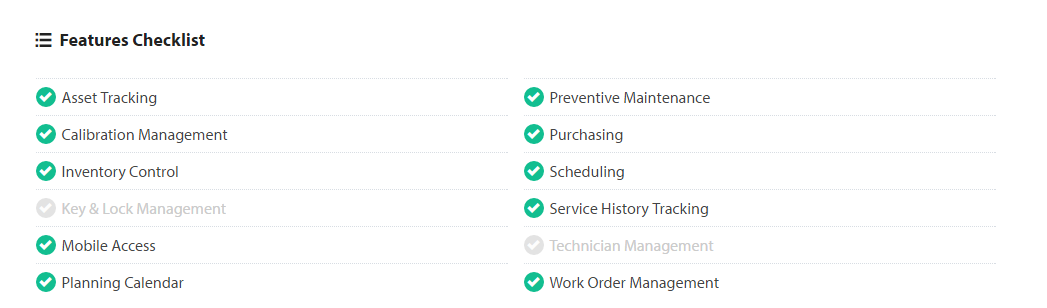 Features Checklist
Asset Tracking
Calibration Management
Inventory Control
Key & Lock Management
Mobile Access
Planning Calendar
Preventive Maintenance
Purchasing
Scheduling
Service History Tracking
Technician Management
Work Order Management